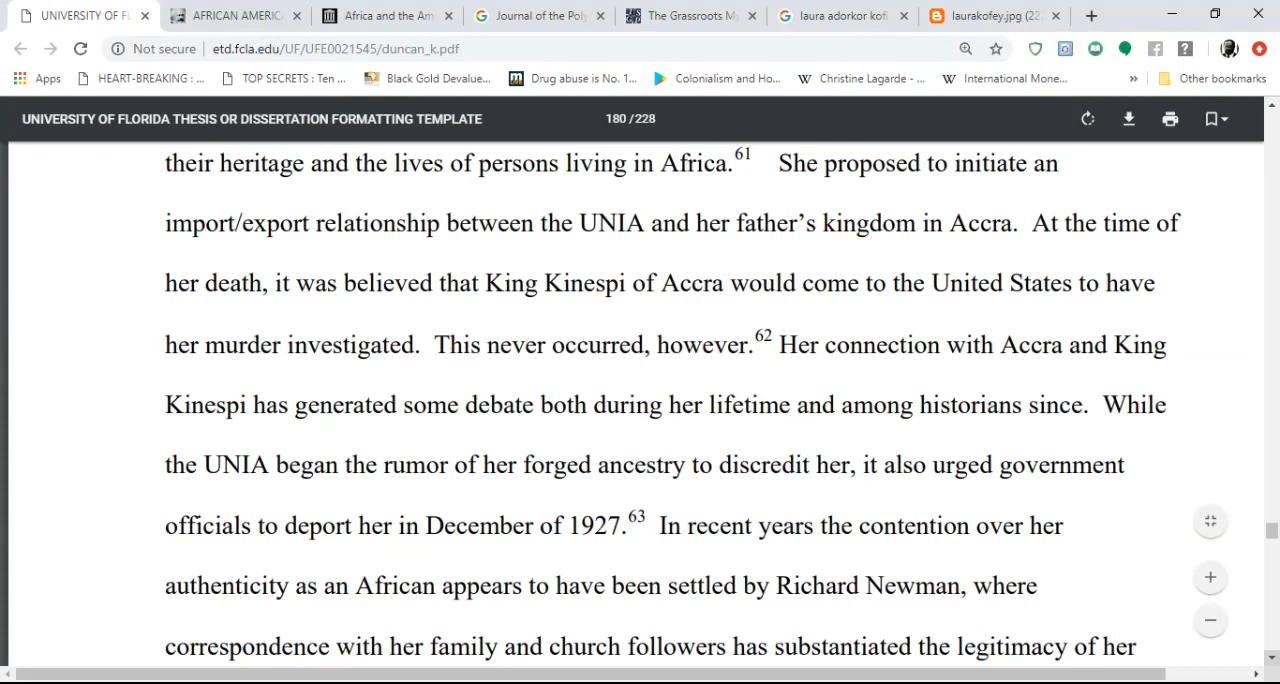 UNIVERSITY OF FL
AFRICAN AMERIC
Africa and the Am
Journal of the Pol
The Grassroots M
laura adorkor kofi
laurakofey.jpg (22
Not secure | etd.fcla.edu/UF/UFE0021545/duncan_k.pdf
Apps
HEART-BREAKING : ...
TOP SECRETS : Ten ...
Black Gold Devalue...
Drug abuse is No. 1...
Colonialism and Ho...
Christine Lagarde - ...
International Mone...
»
Other bookmarks
UNIVERSITY OF FLORIDA THESIS OR DISSERTATION FORMATTING TEMPLATE
180 / 228
their heritage and the lives of persons living in Africa.61 She proposed to initiate an
import/export relationship between the UNIA and her father’s kingdom in Accra. At the time of
her death, it was believed that King Kinespi of Accra would come to the United States to have
her murder investigated. This never occurred, however.62 Her connection with Accra and King
Kinespi has generated some debate both during her lifetime and among historians since. While
the UNIA began the rumor of her forged ancestry to discredit her, it also urged government
officials to deport her in December of 1927.63 In recent years the contention over her
authenticity as an African appears to have been settled by Richard Newman, where
correspondence with her family and church followers has substantiated the legitimacy of her